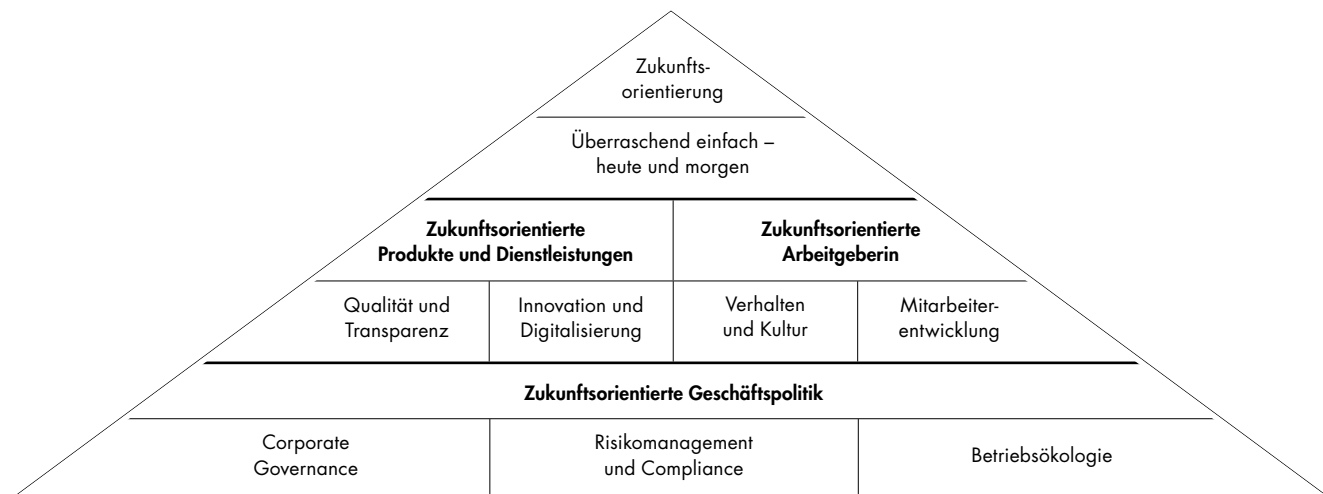 Zukunfts-
orientierung
Überraschend einfach –
heute und morgen
Zukunftsorientierte
Produkte und Dienstleistungen
Zukunftsorientierte
Arbeitgeberin
Qualität und
Transparenz
Innovation und
Digitalisierung
Verhalten
und Kultur
Mitarbeiter-
entwicklung
Zukunftsorientierte Geschäftspolitik
Corporate
Governance
Risikomanagement
und Compliance
Betriebsökologie